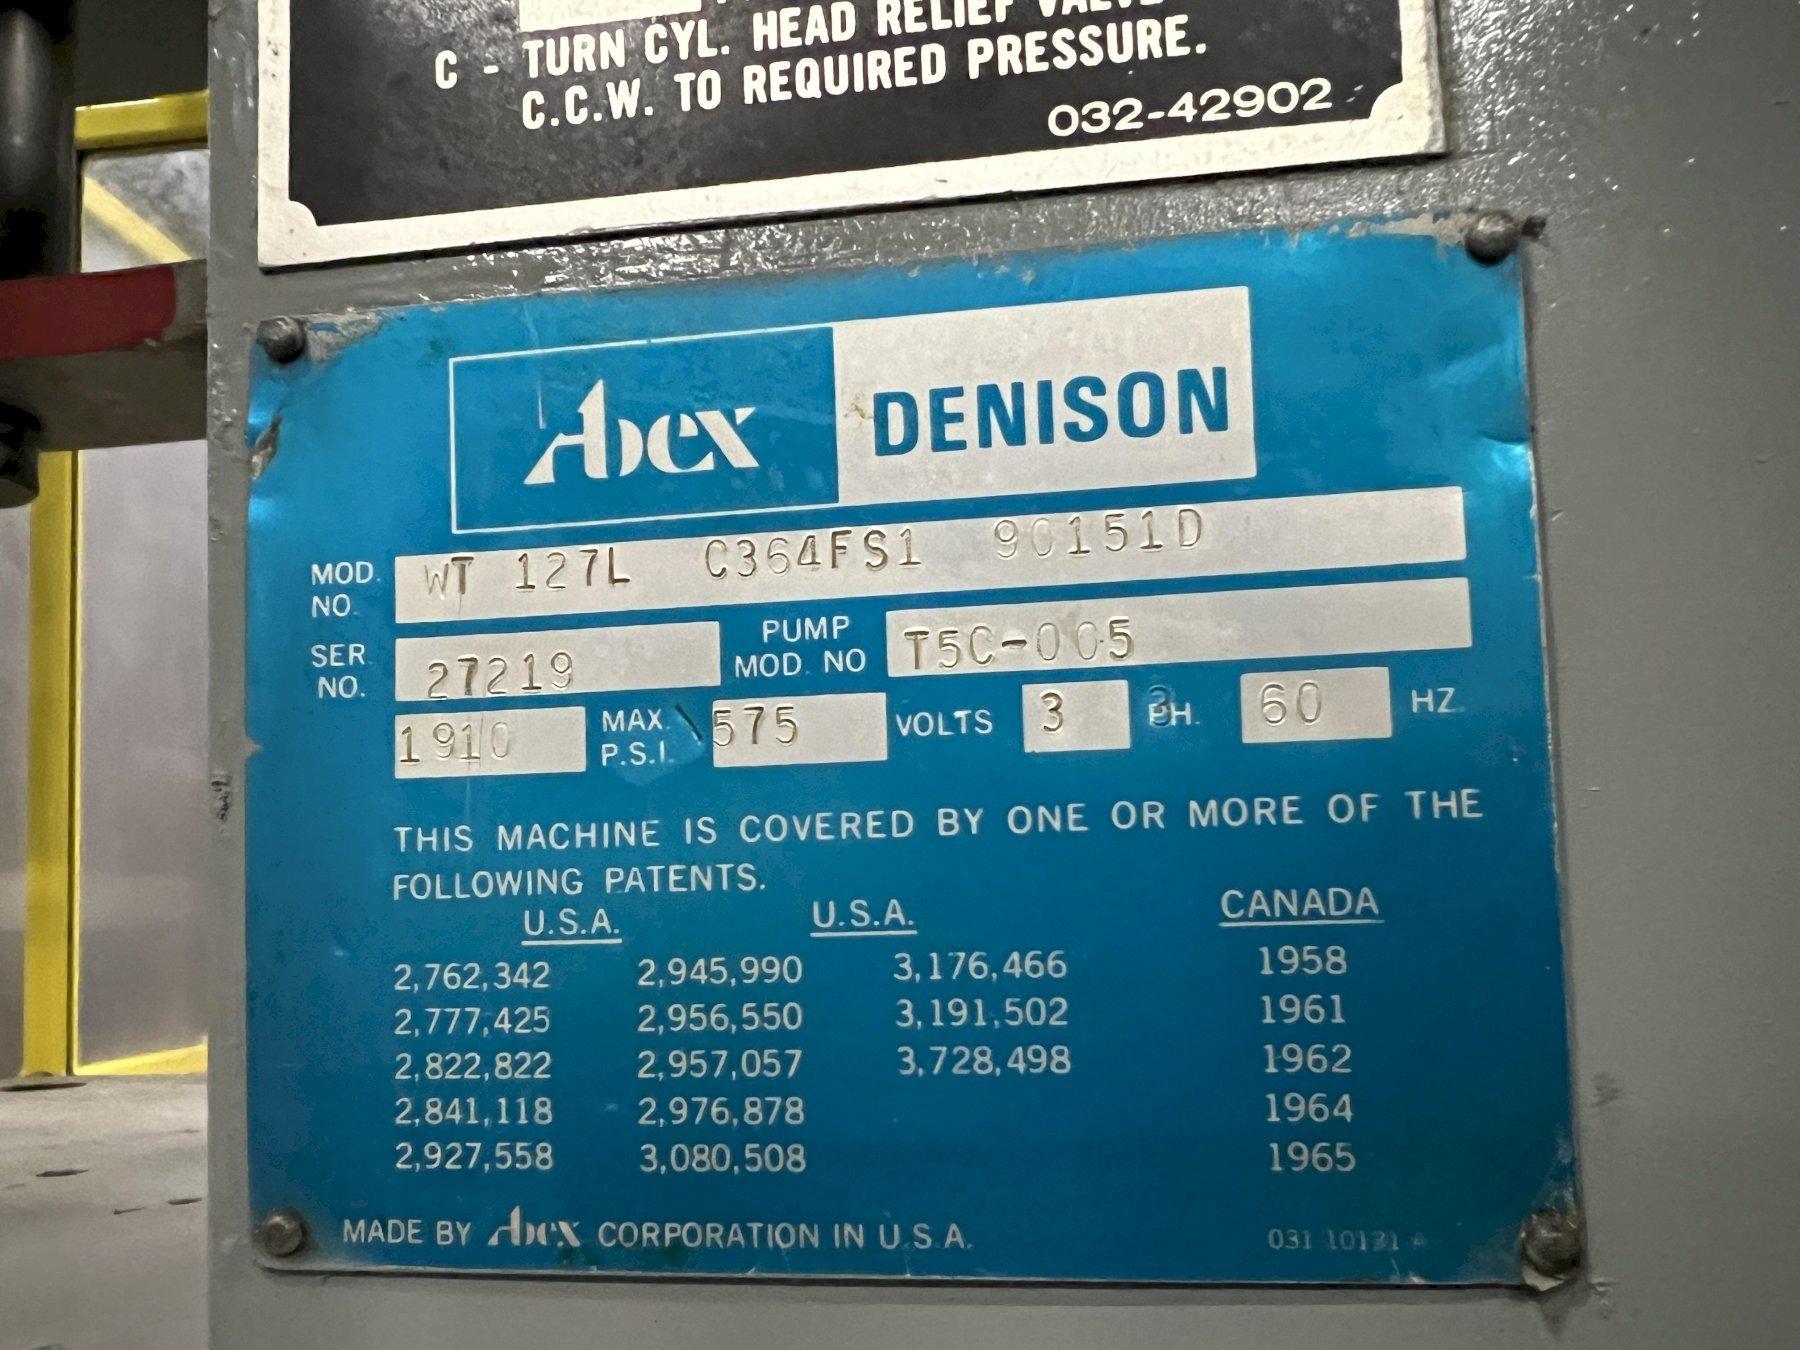 C - TURN CYL. HEAD RELIEF VALVE
C.C.W. TO REQUIRED PRESSURE.
032-42902
Abex DENISON
MOD. NO. WT 127L C364FS1 90151D
SER. NO. 27219 PUMP MOD. NO T5C-005
1910 MAX. P.S.I. 575 VOLTS 3 PH. 60 HZ
THIS MACHINE IS COVERED BY ONE OR MORE OF THE
FOLLOWING PATENTS.
U.S.A. U.S.A. CANADA
2,762,342 2,945,990 3,176,466 1958
2,777,425 2,956,550 3,191,502 1961
2,822,822 2,957,057 3,728,498 1962
2,841,118 2,976,878 1964
2,927,558 3,080,508 1965
MADE BY Abex CORPORATION IN U.S.A.